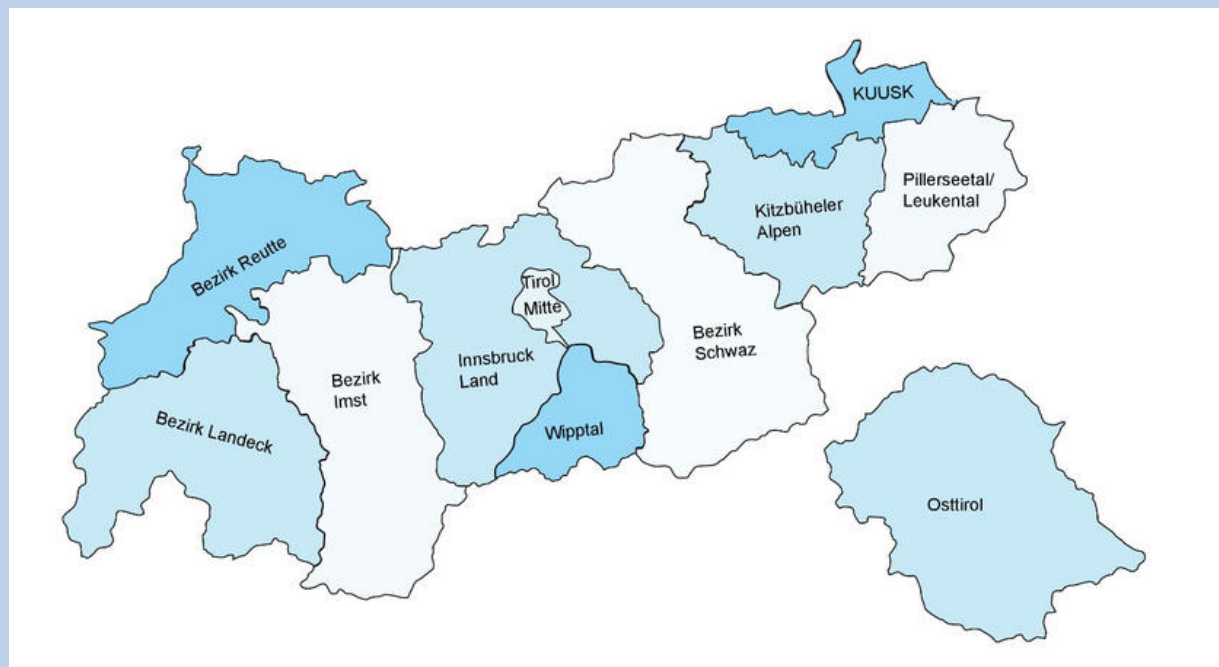 KUUSK
Pillerseetal/
Leukental
Kitzbüheler
Alpen
Bezirk Reutte
Tirol
Mitte
Innsbruck
Land
Bezirk
Schwaz
Bezirk
Imst
Bezirk Landeck
Wipptal
Osttirol